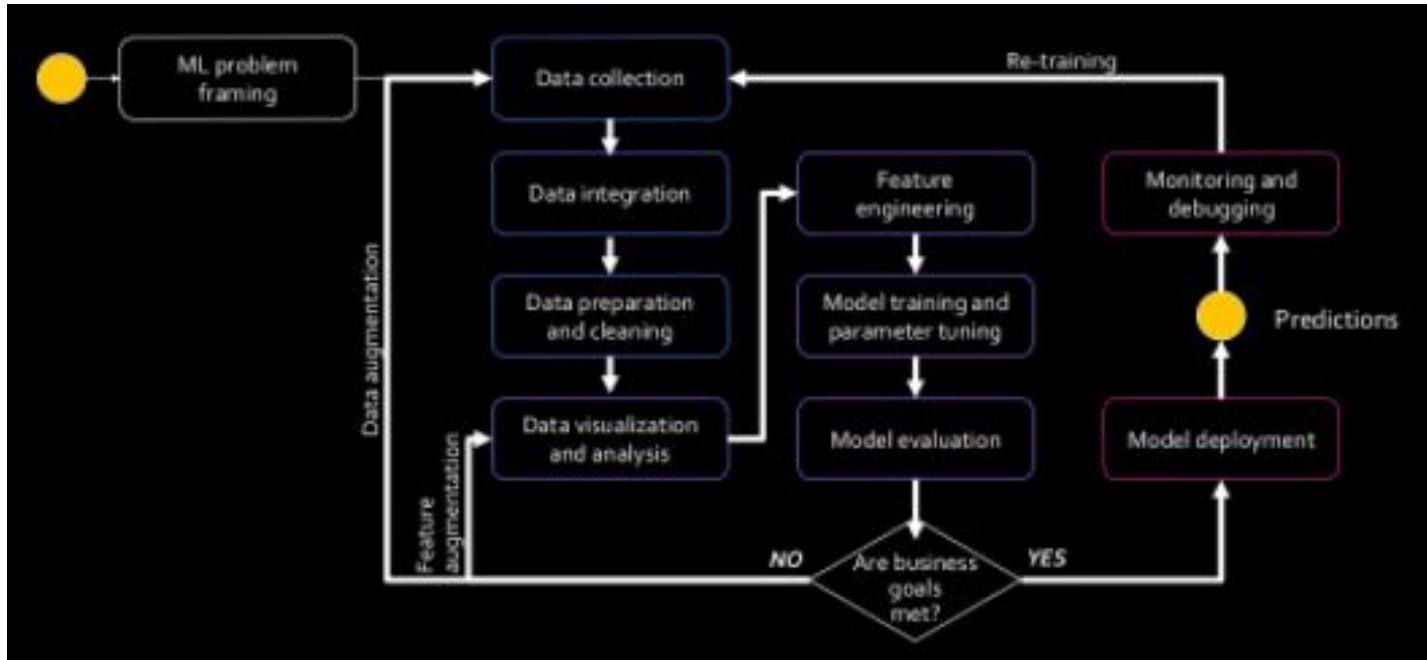 ML problem
framing
Data collection
Re-training
Data integration
Feature
engineering
Monitoring and
debugging
Data augmentation
Data preparation
and cleaning
Model training and
parameter tuning
Predictions
Feature
augmentation
Data visualization
and analysis
Model evaluation
Model deployment
NO
Are business
goals
met?
YES